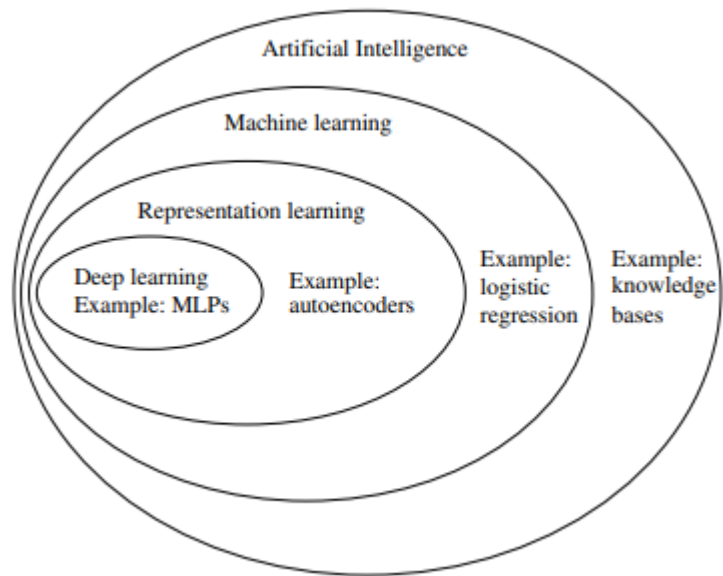 Artificial Intelligence
Machine learning
Representation learning
Deep learning
Example: MLPs
Example:
autoencoders
Example:
logistic
regression
Example:
knowledge
bases